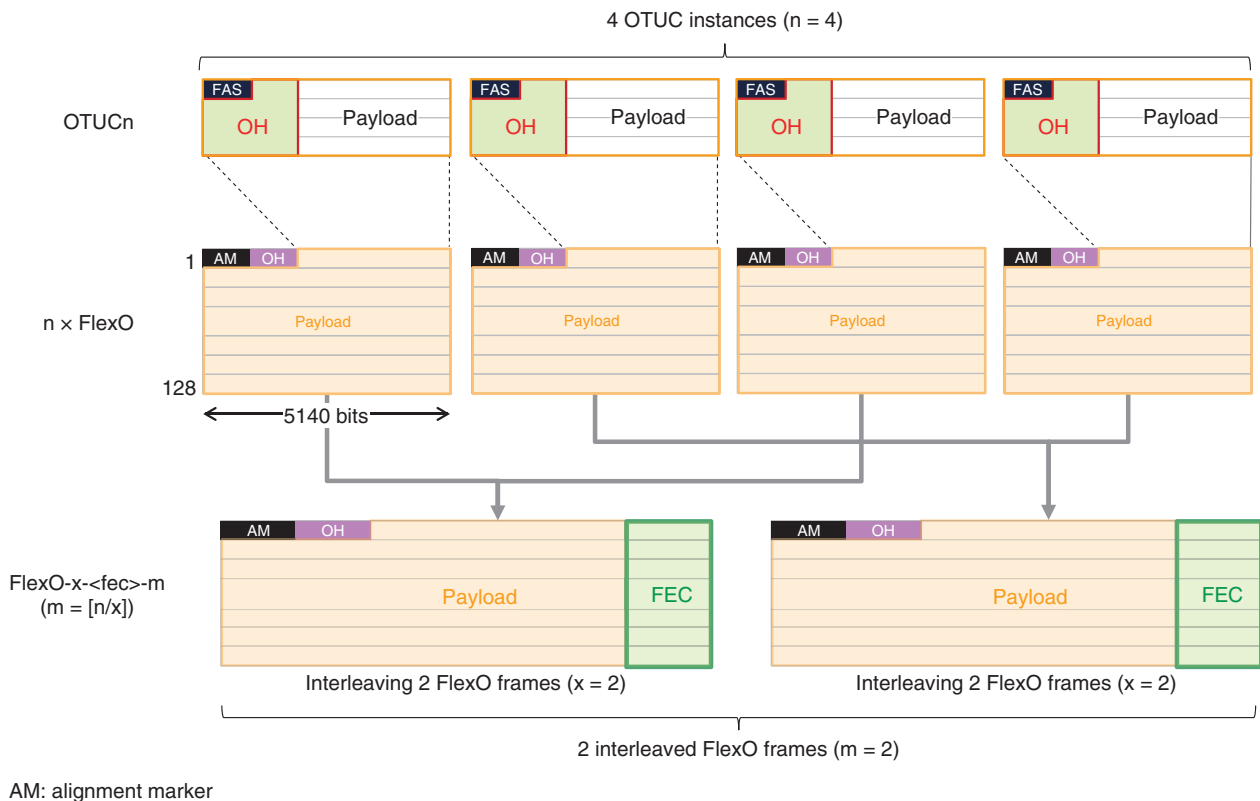 4 OTUC instances (n = 4)
FAS
FAS
FAS
FAS
OTUCn
OH
Payload
OH
Payload
OH
Payload
OH
Payload
1
AM
OH
AM
OH
AM
OH
AM
OH
n × FlexO
Payload
Payload
Payload
Payload
128
5140 bits
AM
OH
AM
OH
FlexO-x-<fec>-m
(m = [n/x])
Payload
FEC
Payload
FEC
Interleaving 2 FlexO frames (x = 2)
Interleaving 2 FlexO frames (x = 2)
2 interleaved FlexO frames (m = 2)
AM: alignment marker